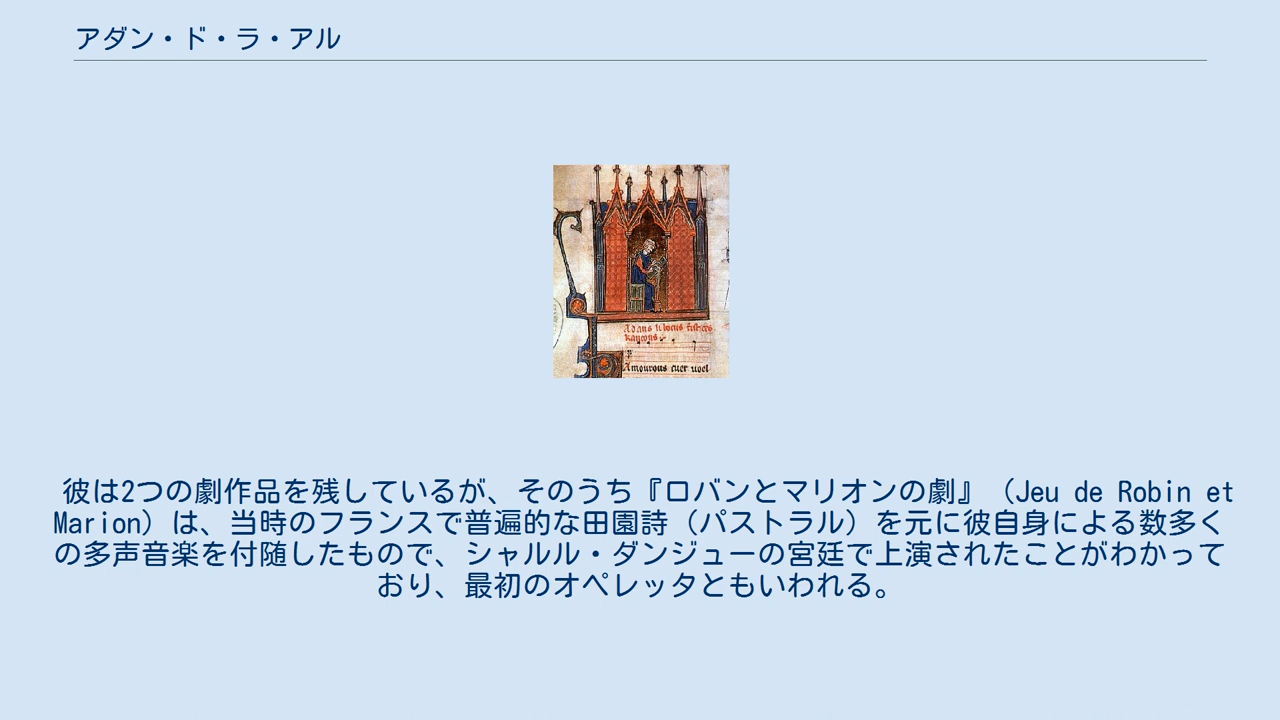 アダン・ド・ラ・アル
Adans li bocus fist ces
kancons
Amourous cuer voel
彼は2つの劇作品を残しているが、そのうち『ロバンとマリオンの劇』（Jeu de Robin et
Marion）は、当時のフランスで普遍的な田園詩（パストラル）を元に彼自身による数多く
の多声音楽を付随したもので、シャルル・ダンジューの宮廷で上演されたことがわかって
おり、最初のオペレッタともいわれる。